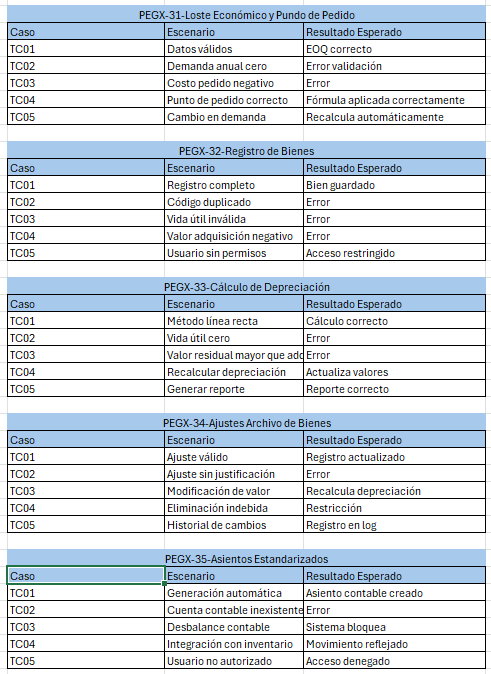 PEGX-31-Loste Económico y Pundo de Pedido
Caso Escenario Resultado Esperado
TC01 Datos válidos EOQ correcto
TC02 Demanda anual cero Error validación
TC03 Costo pedido negativo Error
TC04 Punto de pedido correcto Fórmula aplicada correctamente
TC05 Cambio en demanda Recalcula automáticamente
PEGX-32-Registro de Bienes
Caso Escenario Resultado Esperado
TC01 Registro completo Bien guardado
TC02 Código duplicado Error
TC03 Vida útil inválida Error
TC04 Valor adquisición negativo Error
TC05 Usuario sin permisos Acceso restringido
PEGX-33-Cálculo de Depreciación
Caso Escenario Resultado Esperado
TC01 Método línea recta Cálculo correcto
TC02 Vida útil cero Error
TC03 Valor residual mayor que Error
TC04 Recalcular depreciación Actualiza valores
TC05 Generar reporte Reporte correcto
PEGX-34-Ajustes Archivo de Bienes
Caso Escenario Resultado Esperado
TC01 Ajuste válido Registro actualizado
TC02 Ajuste sin justificación Error
TC03 Modificación de valor Recalcula depreciación
TC04 Eliminación indebida Restricción
TC05 Historial de cambios Registro en log
PEGX-35-Asientos Estandarizados
Caso Escenario Resultado Esperado
TC01 Generación automática Asiento contable creado
TC02 Cuenta contable inexistente Error
TC03 Desbalance contable Sistema bloquea
TC04 Integración con inventario Movimiento reflejado
TC05 Usuario no autorizado Acceso denegado